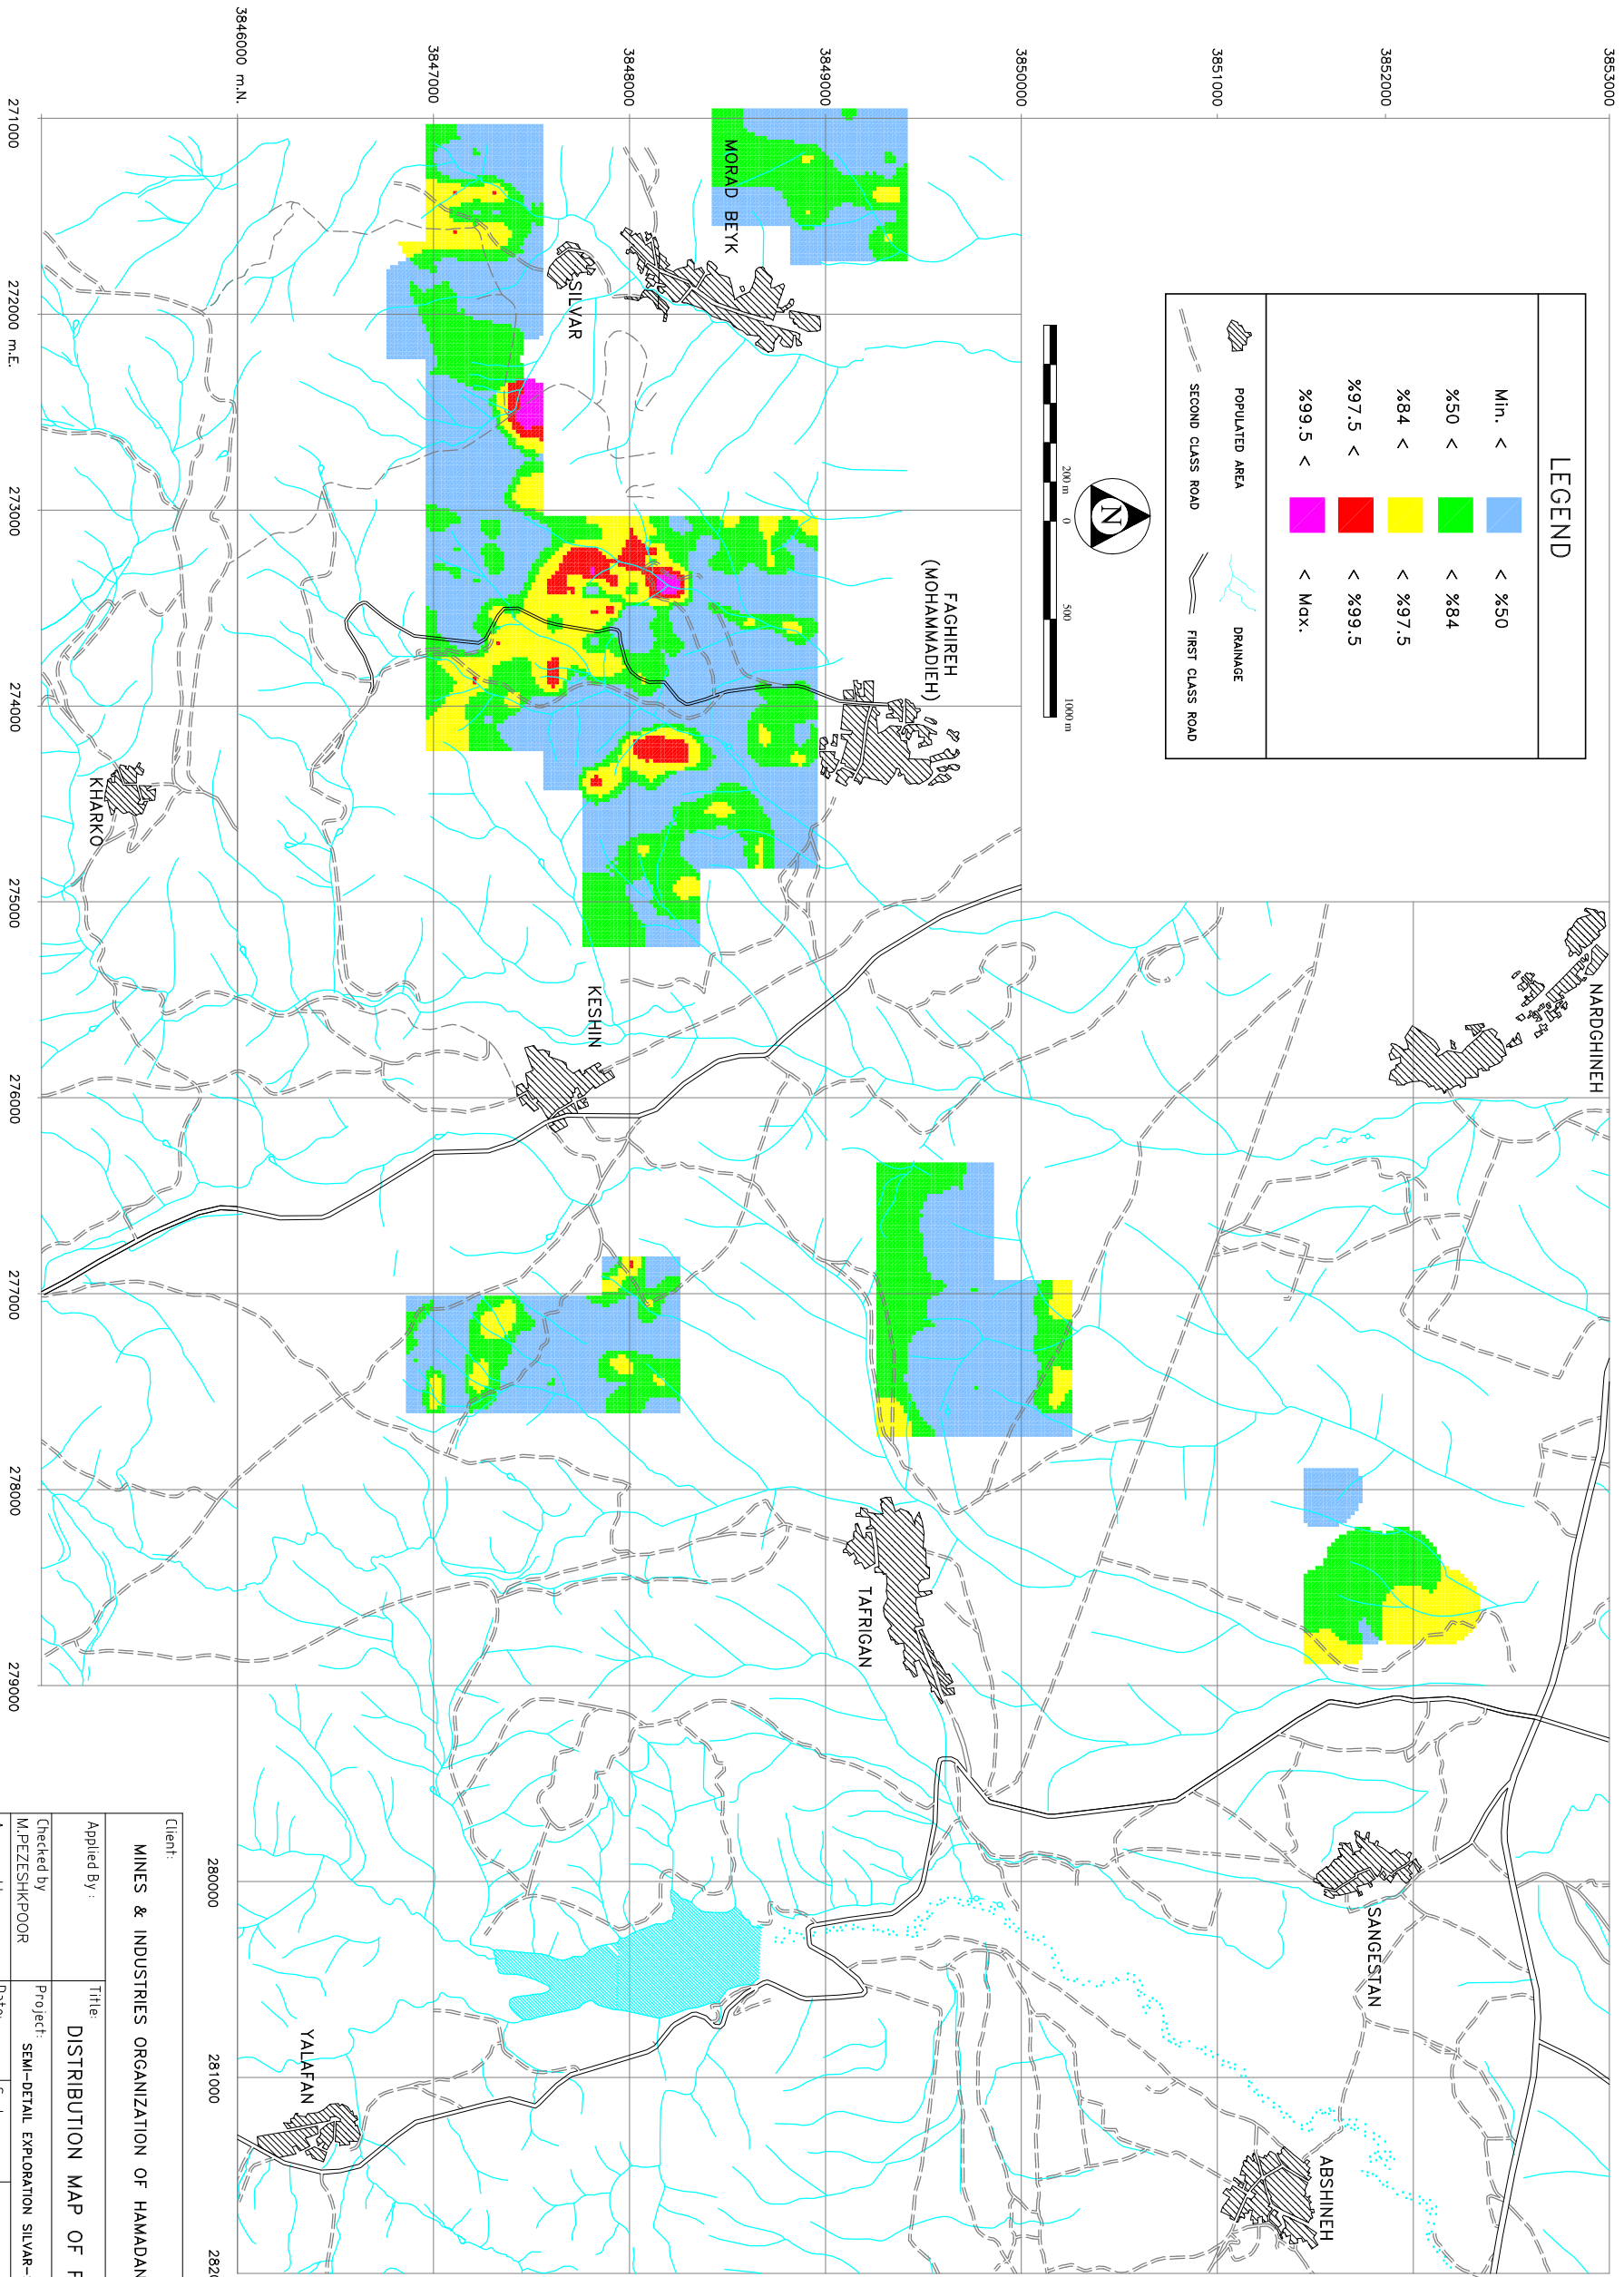 LEGEND
Min. < < %50
%50 < < %84
%84 < < %97.5
%97.5 < < %99.5
%99.5 < < Max.
POPULATED AREA
DRAINAGE
SECOND CLASS ROAD
FIRST CLASS ROAD
N
200 m 0 500 1000 m
3853000
3852000
3851000
3850000
3849000
3848000
3847000
3846000 m.N.
271000
272000 m.E.
273000
274000
275000
276000
277000
278000
279000
280000
281000
NARDGHINEH
SANGESTAN
ABSHINEH
FAGHIREH
(MOHAMMADIEH)
TAFRIGAN
MORAD BEYK
SILVAR
KESHIN
YALAFAN
KHARKO
Client:
MINES & INDUSTRIES ORGANIZATION OF HAMADAN
Applied By :
Title:
DISTRIBUTION MAP OF
Checked by
M.PEZESHKPOOR
Project: SEMI-DETAIL EXPLORATION SILVAR-